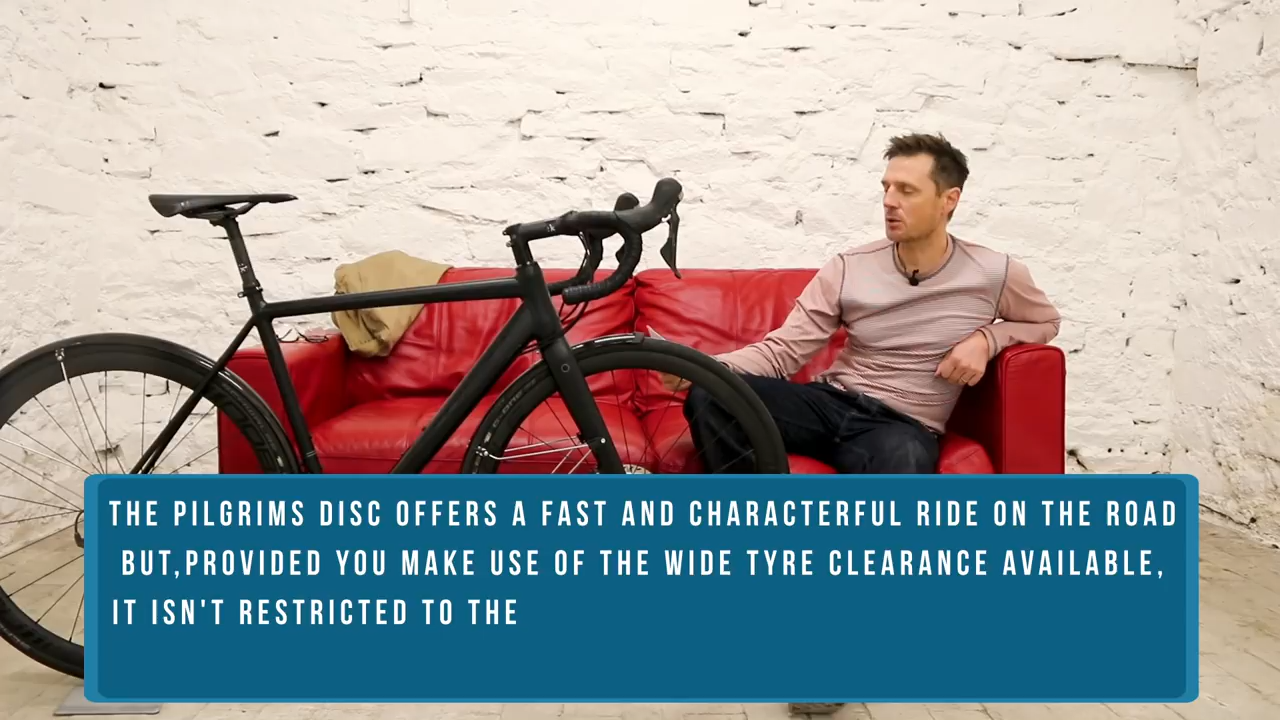 THE PILGRIMS DISC OFFERS A FAST AND CHARACTERFUL RIDE ON THE ROAD
BUT,PROVIDED YOU MAKE USE OF THE WIDE TYRE CLEARANCE AVAILABLE,
IT ISN'T RESTRICTED TO THE